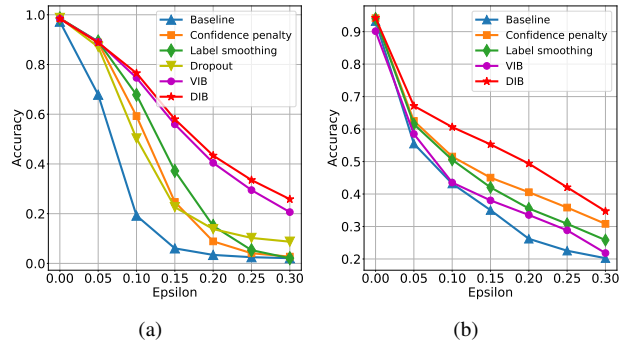 1.0
0.8
0.6
0.4
0.2
0.0
Accuracy
0.00 0.05 0.10 0.15 0.20 0.25 0.30
Epsilon
Baseline
Confidence penalty
Label smoothing
Dropout
VIB
DIB
(a)
0.9
0.8
0.7
0.6
0.5
0.4
0.3
0.2
Accuracy
0.00 0.05 0.10 0.15 0.20 0.25 0.30
Epsilon
Baseline
Confidence penalty
Label smoothing
VIB
DIB
(b)